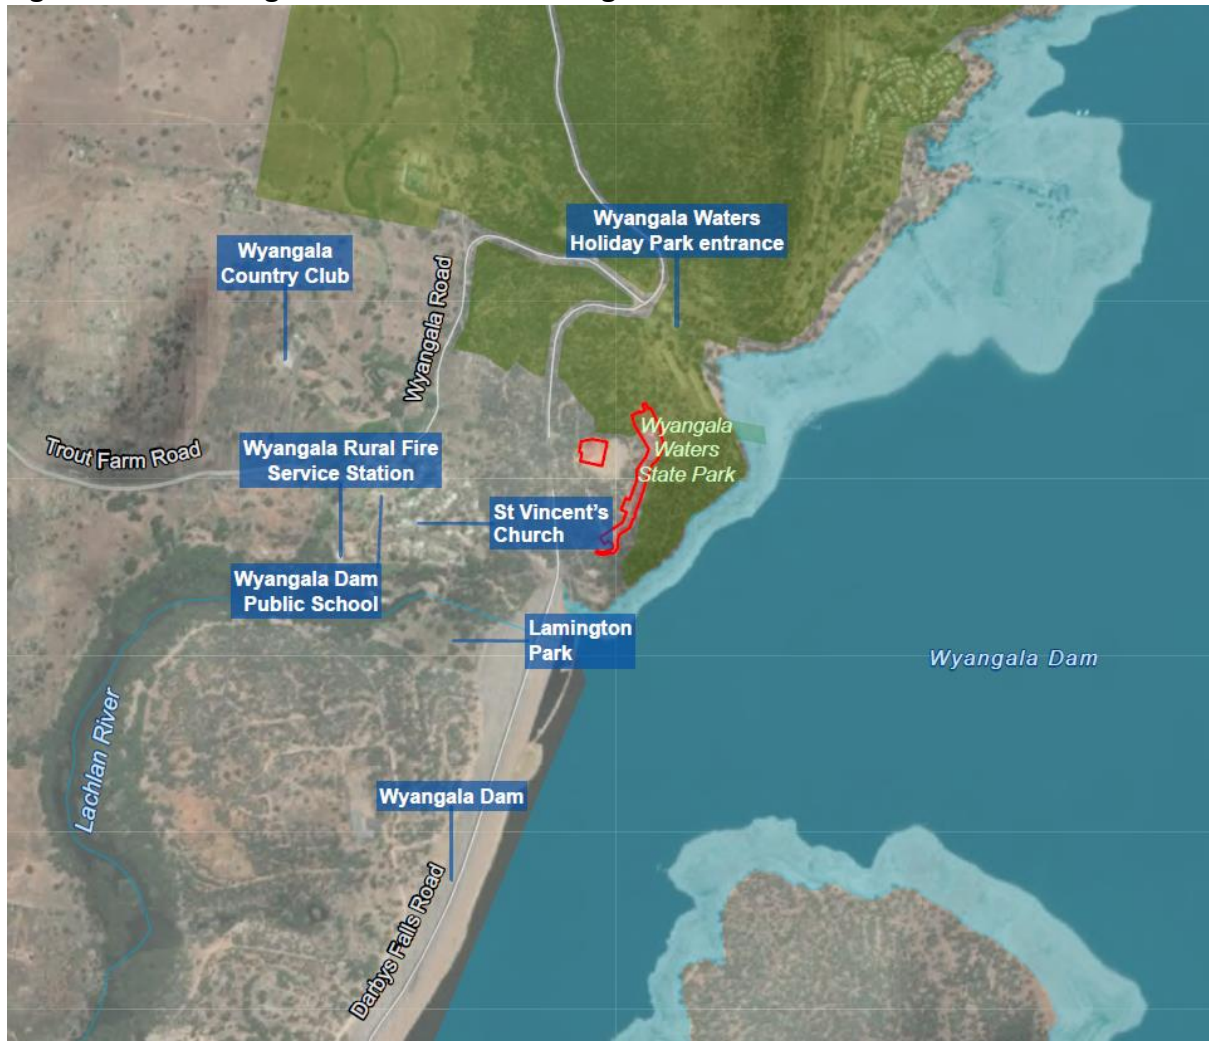 Wyangala Waters
Holiday Park entrance
Wyangala
Country Club
Wyangala Road
Wyangala
Waters
State Park
Trout Farm Road
Wyangala Rural Fire
Service Station
St Vincent's
Church
Wyangala Dam
Public School
Lamington
Park
Wyangala Dam
Lachlan River
Wyangala Dam
Darbys Falls Road